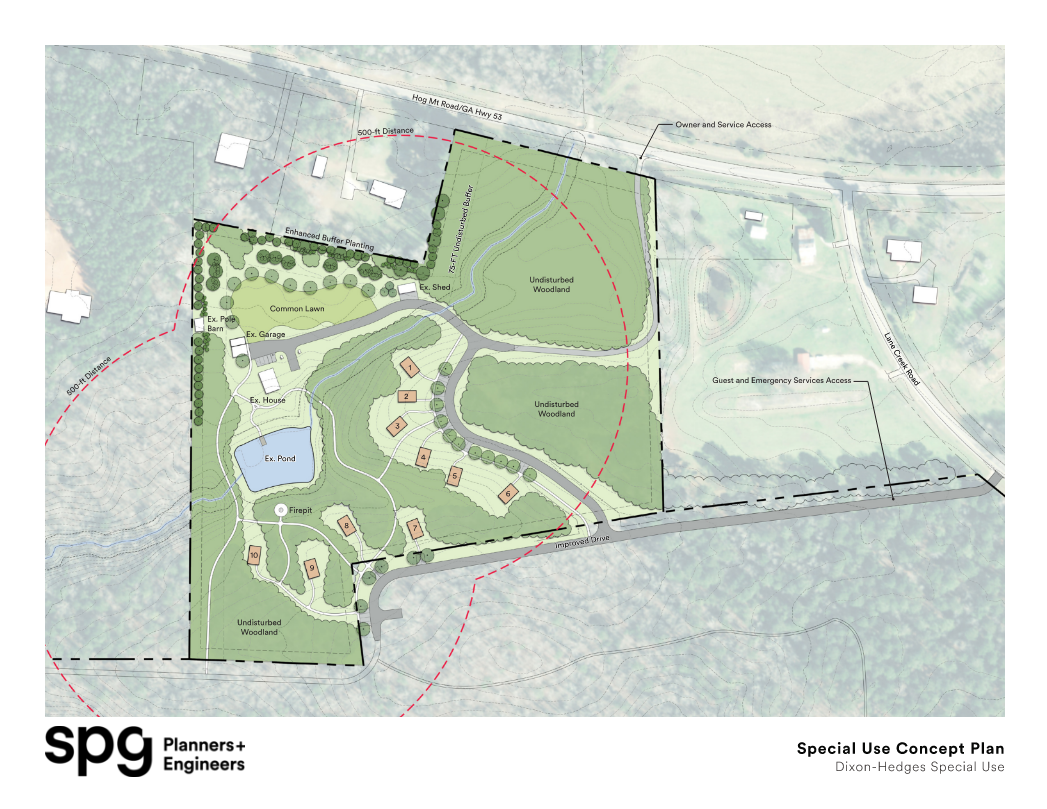 Hog Mt Road/GA Hwy 53
Owner and Service Access
500-ft Distance
75-FT Undisturbed Buffer
Enhanced Buffer Planting
Undisturbed
Woodland
Ex. Shed
Common Lawn
Ex. Pole
Barn
Ex. Garage
Lane Creek Road
500-ft Distance
1
Guest and Emergency Services Access
Ex. House
2
Undisturbed
Woodland
3
4
Ex. Pond
5
6
Firepit
8
7
Improved Drive
10
9
Undisturbed
Woodland
spg
Planners+
Engineers
Special Use Concept Plan
Dixon-Hedges Special Use